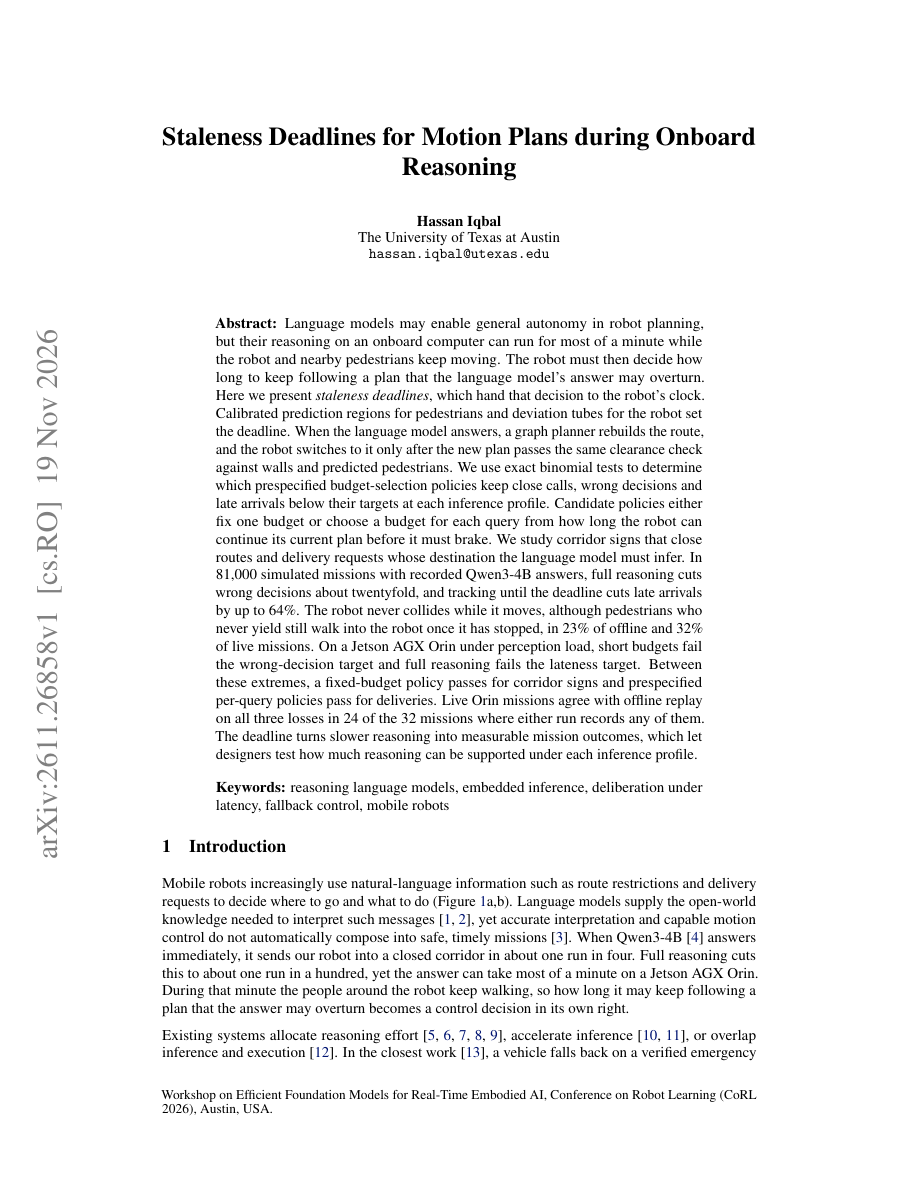 Staleness Deadlines for Motion Plans during Onboard
Reasoning
Hassan Iqbal
The University of Texas at Austin
hassan.iqbal@utexas.edu
Abstract: Language models may enable general autonomy in robot planning,
but their reasoning on an onboard computer can run for most of a minute while
the robot and nearby pedestrians keep moving. The robot must then decide how
long to keep following a plan that the language model's answer may overturn.
Here we present staleness deadlines, which hand that decision to the robot's clock.
Calibrated prediction regions for pedestrians and deviation tubes for the robot set
the deadline. When the language model answers, a graph planner rebuilds the route,
and the robot switches to it only after the new plan passes the same clearance check
against walls and predicted pedestrians. We use exact binomial tests to determine
which prespecified budget-selection policies keep close calls, wrong decisions and
late arrivals below their targets at each inference profile. Candidate policies either
fix one budget or choose a budget for each query from how long the robot can
continue its current plan before it must brake. We study corridor signs that close
routes and delivery requests whose destination the language model must infer. In
81,000 simulated missions with recorded Qwen3-4B answers, full reasoning cuts
wrong decisions about twentyfold, and tracking until the deadline cuts late arrivals
by up to 64%. The robot never collides while it moves, although pedestrians who
never yield still walk into the robot once it has stopped, in 23% of offline and 32%
of live missions. On a Jetson AGX Orin under perception load, short budgets fail
the wrong-decision target and full reasoning fails the lateness target. Between
these extremes, a fixed-budget policy passes for corridor signs and prespecified
per-query policies pass for deliveries. Live Orin missions agree with offline replay
on all three losses in 24 of the 32 missions where either run records any of them.
The deadline turns slower reasoning into measurable mission outcomes, which let
designers test how much reasoning can be supported under each inference profile.
Keywords: reasoning language models, embedded inference, deliberation under
latency, fallback control, mobile robots
1 Introduction
Mobile robots increasingly use natural-language information such as route restrictions and delivery
requests to decide where to go and what to do (Figure 1a,b). Language models supply the open-world
knowledge needed to interpret such messages [1, 2], yet accurate interpretation and capable motion
control do not automatically compose into safe, timely missions [3]. When Qwen3-4B [4] answers
immediately, it sends our robot into a closed corridor in about one run in four. Full reasoning cuts
this to about one run in a hundred, yet the answer can take most of a minute on a Jetson AGX Orin.
During that minute the people around the robot keep walking, so how long it may keep following a
plan that the answer may overturn becomes a control decision in its own right.
Existing systems allocate reasoning effort [5, 6, 7, 8, 9], accelerate inference [10, 11], or overlap
inference and execution [12]. In the closest work [13], a vehicle falls back on a verified emergency
Workshop on Efficient Foundation Models for Real-Time Embodied AI, Conference on Robot Learning (CoRL
2026), Austin, USA.
arXiv:2611.26858v1 [cs.RO] 19 Nov 2026